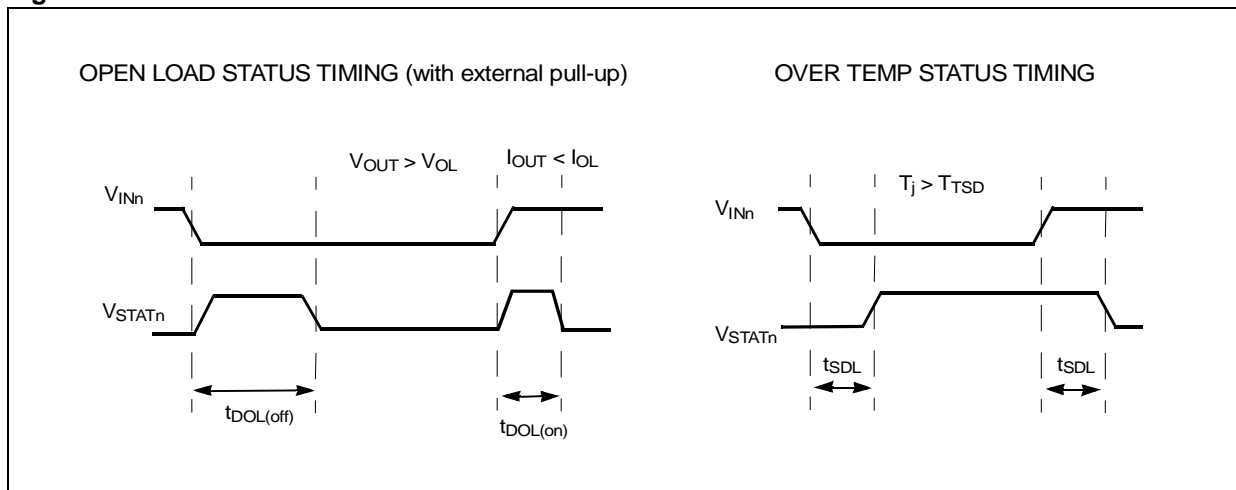 OPEN LOAD STATUS TIMING (with external pull-up)
VOUT > VOL
IOUT < IOL
VINn
VSTATn
tDOL(off)
tDOL(on)
OVER TEMP STATUS TIMING
Tj > TTSD
VINn
VSTATn
tSDL
tSDL